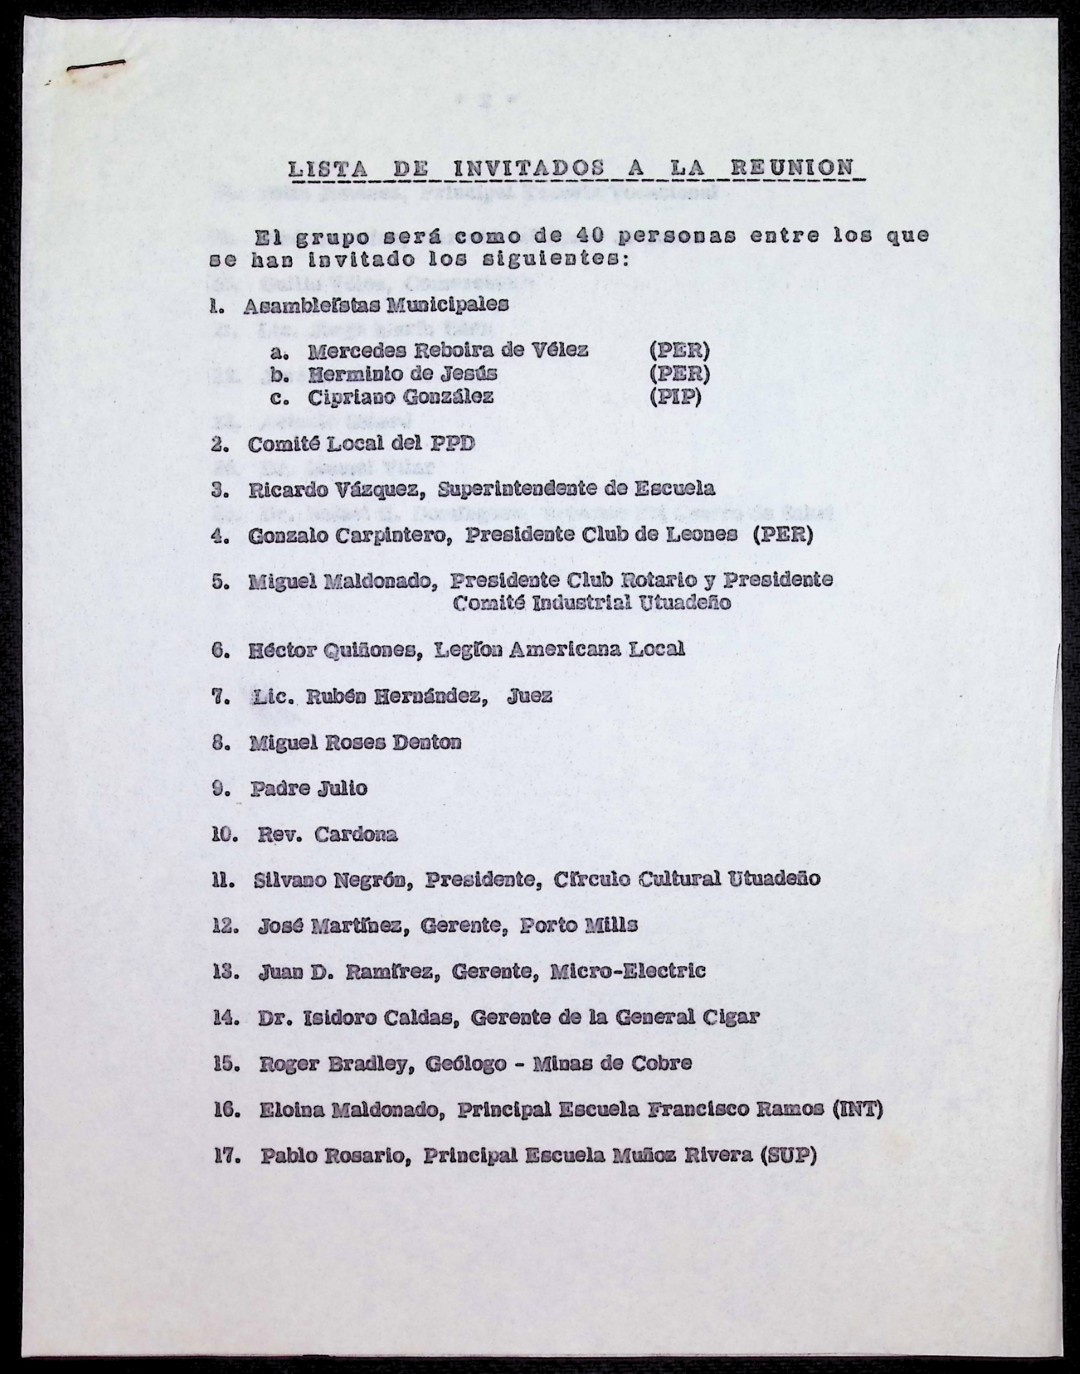 LISTA DE INVITADOS A LA REUNION
El grupo será como de 40 personas entre los que
se han invitado los siguientes:
1. Asambleístas Municipales
a. Mercedes Reboira de Vélez (PER)
b. Herminio de Jesús (PER)
c. Cipriano González (PIP)
2. Comité Local del PPD
3. Ricardo Vázquez, Superintendente de Escuela
4. Gonzalo Carpintero, Presidente Club de Leones (PER)
5. Miguel Maldonado, Presidente Club Rotario y Presidente
Comité Industrial Utuadeño
6. Héctor Quiñones, Legíon Americana Local
7. Lic. Rubén Hernández, Juez
8. Miguel Roses Denton
9. Padre Julio
10. Rev. Cardona
11. Silvano Negrón, Presidente, Círculo Cultural Utuadeño
12. José Martínez, Gerente, Porto Mills
13. Juan D. Ramírez, Gerente, Micro-Electric
14. Dr. Isidoro Caldas, Gerente de la General Cigar
15. Roger Bradley, Geólogo - Minas de Cobre
16. Eloina Maldonado, Principal Escuela Francisco Ramos (INT)
17. Pablo Rosario, Principal Escuela Muñoz Rivera (SUP)